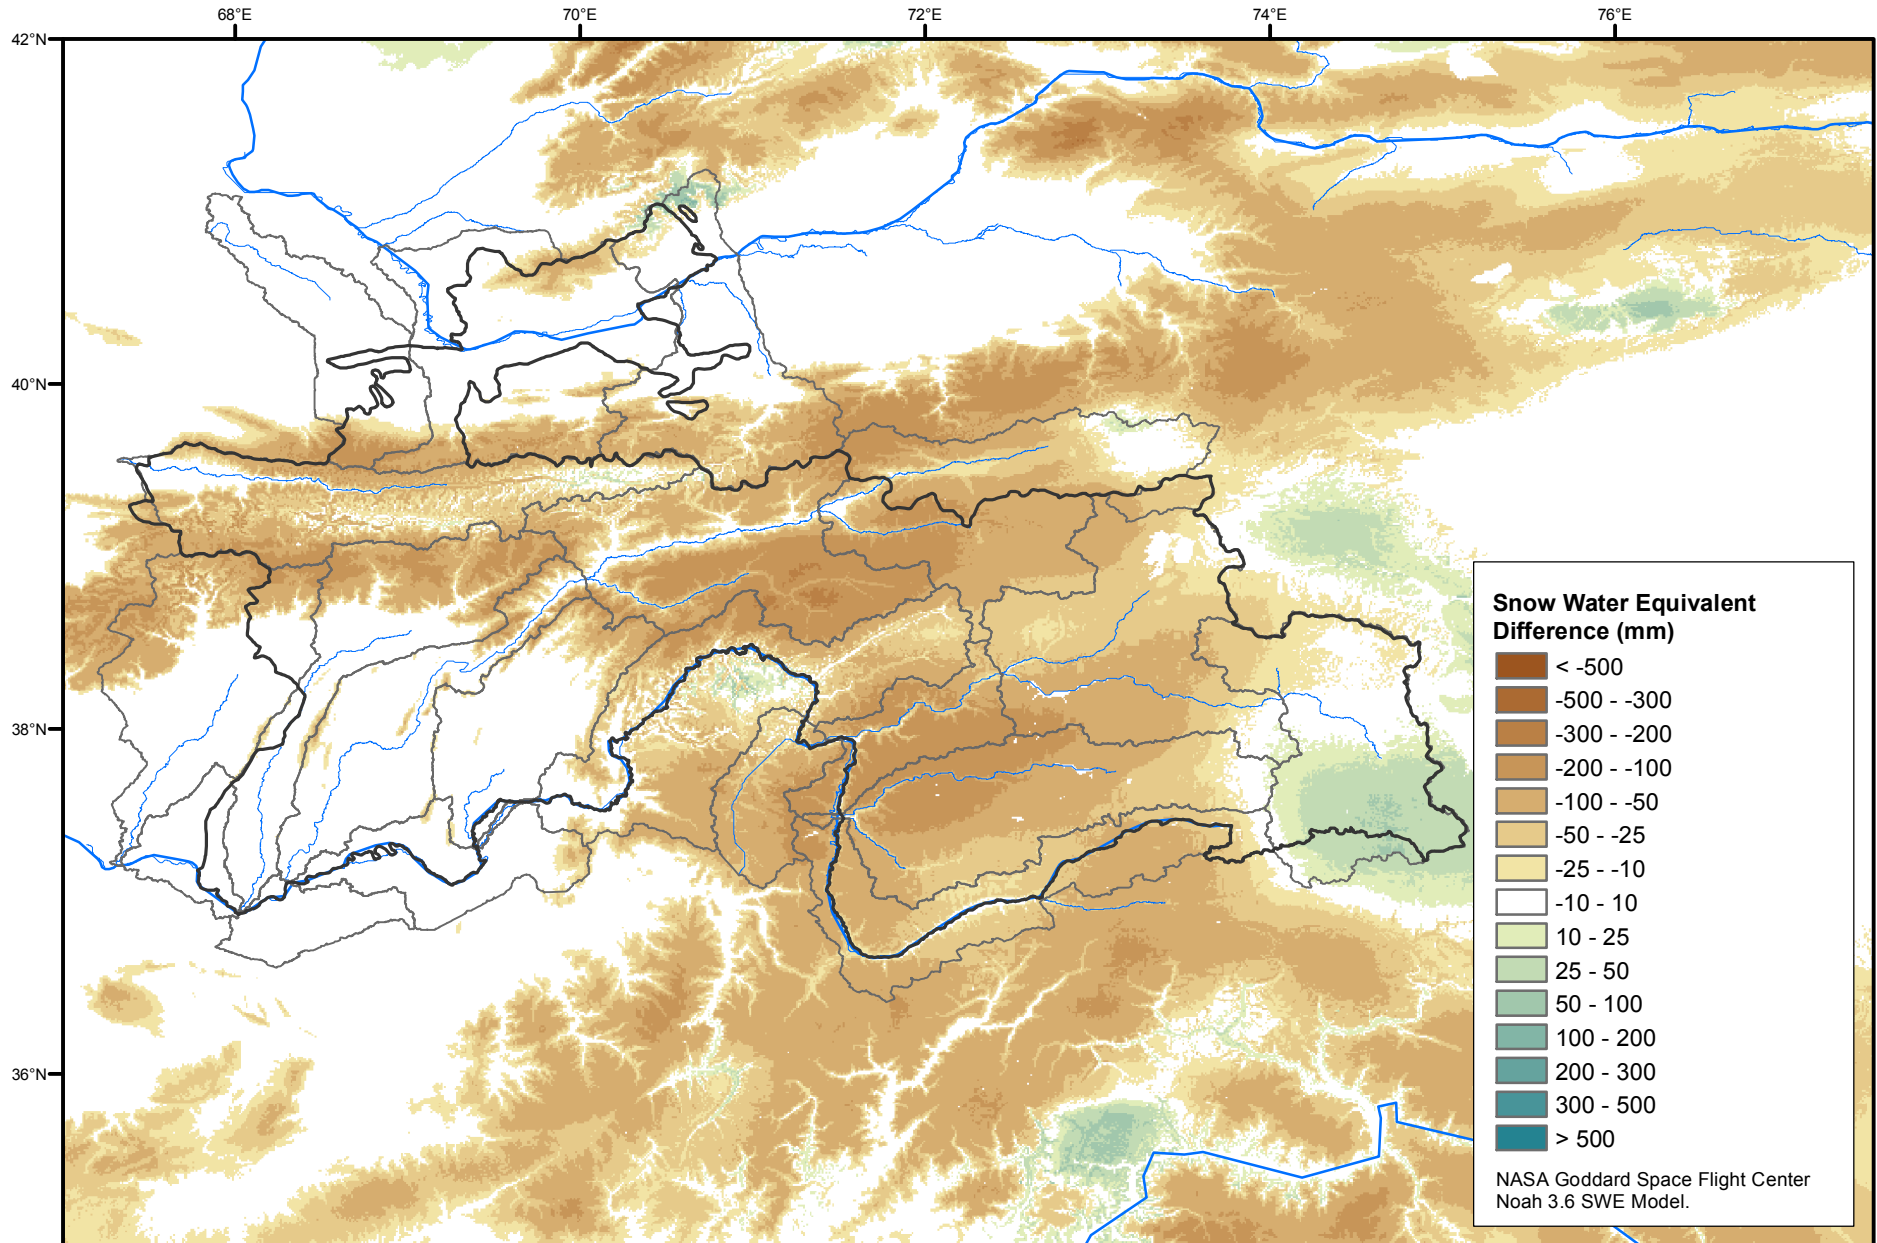 68°E 70°E 72°E 74°E 76°E
42°N
40°N
38°N
36°N
Snow Water Equivalent
Difference (mm)
< -500
-500 - -300
-300 - -200
-200 - -100
-100 - -50
-50 - -25
-25 - -10
-10 - 10
10 - 25
25 - 50
50 - 100
100 - 200
200 - 300
300 - 500
> 500
NASA Goddard Space Flight Center
Noah 3.6 SWE Model.